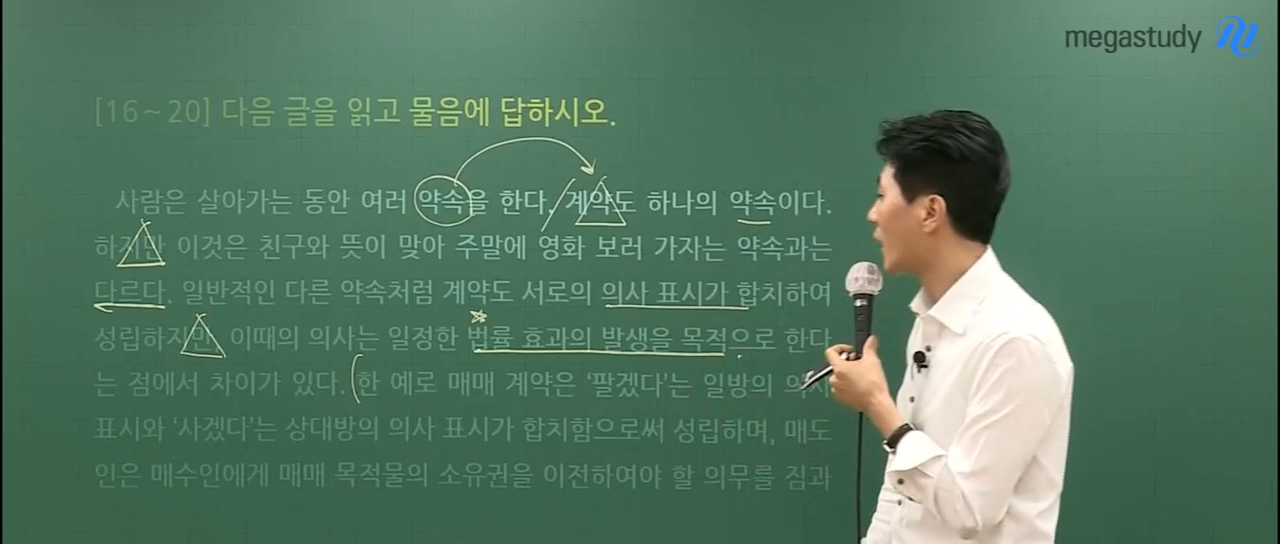 megastudy
[16~20] 다음 글을 읽고 물음에 답하시오.
사람은 살아가는 동안 여러 약속을 한다. 계약도 하나의 약속이다.
하지만 이것은 친구와 뜻이 맞아 주말에 영화 보러 가자는 약속과는
다르다. 일반적인 다른 약속처럼 계약도 서로의 의사 표시가 합치하여
성립하지만, 이때의 의사는 일정한 법률 효과의 발생을 목적으로 한다
는 점에서 차이가 있다. 한 예로 매매 계약은 ‘팔겠다’는 일방의 의사
표시와 ‘사겠다’는 상대방의 의사 표시가 합치함으로써 성립하며, 매도
인은 매수인에게 매매 목적물의 소유권을 이전하여야 할 의무를 짐과